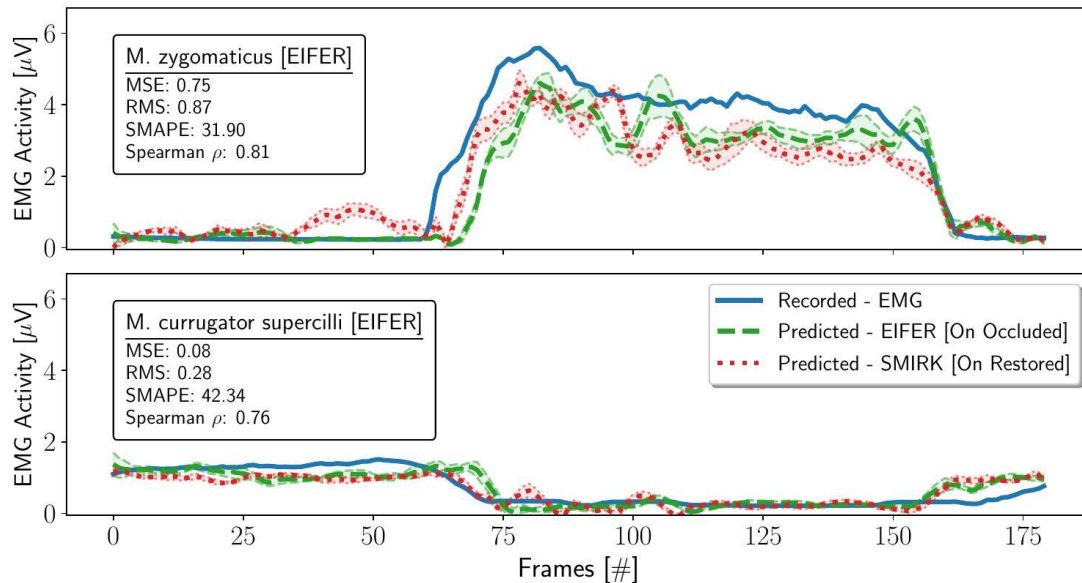 6
4
2
0
EMG Activity [μV]
M. zygomaticus [EIFER]
MSE: 0.75
RMS: 0.87
SMAPE: 31.90
Spearman ρ: 0.81
6
4
2
0
EMG Activity [μV]
M. currugator supercilli [EIFER]
MSE: 0.08
RMS: 0.28
SMAPE: 42.34
Spearman ρ: 0.76
Recorded - EMG
Predicted - EIFER [On Occluded]
Predicted - SMIRK [On Restored]
0 25 50 75 100 125 150 175
Frames [#]